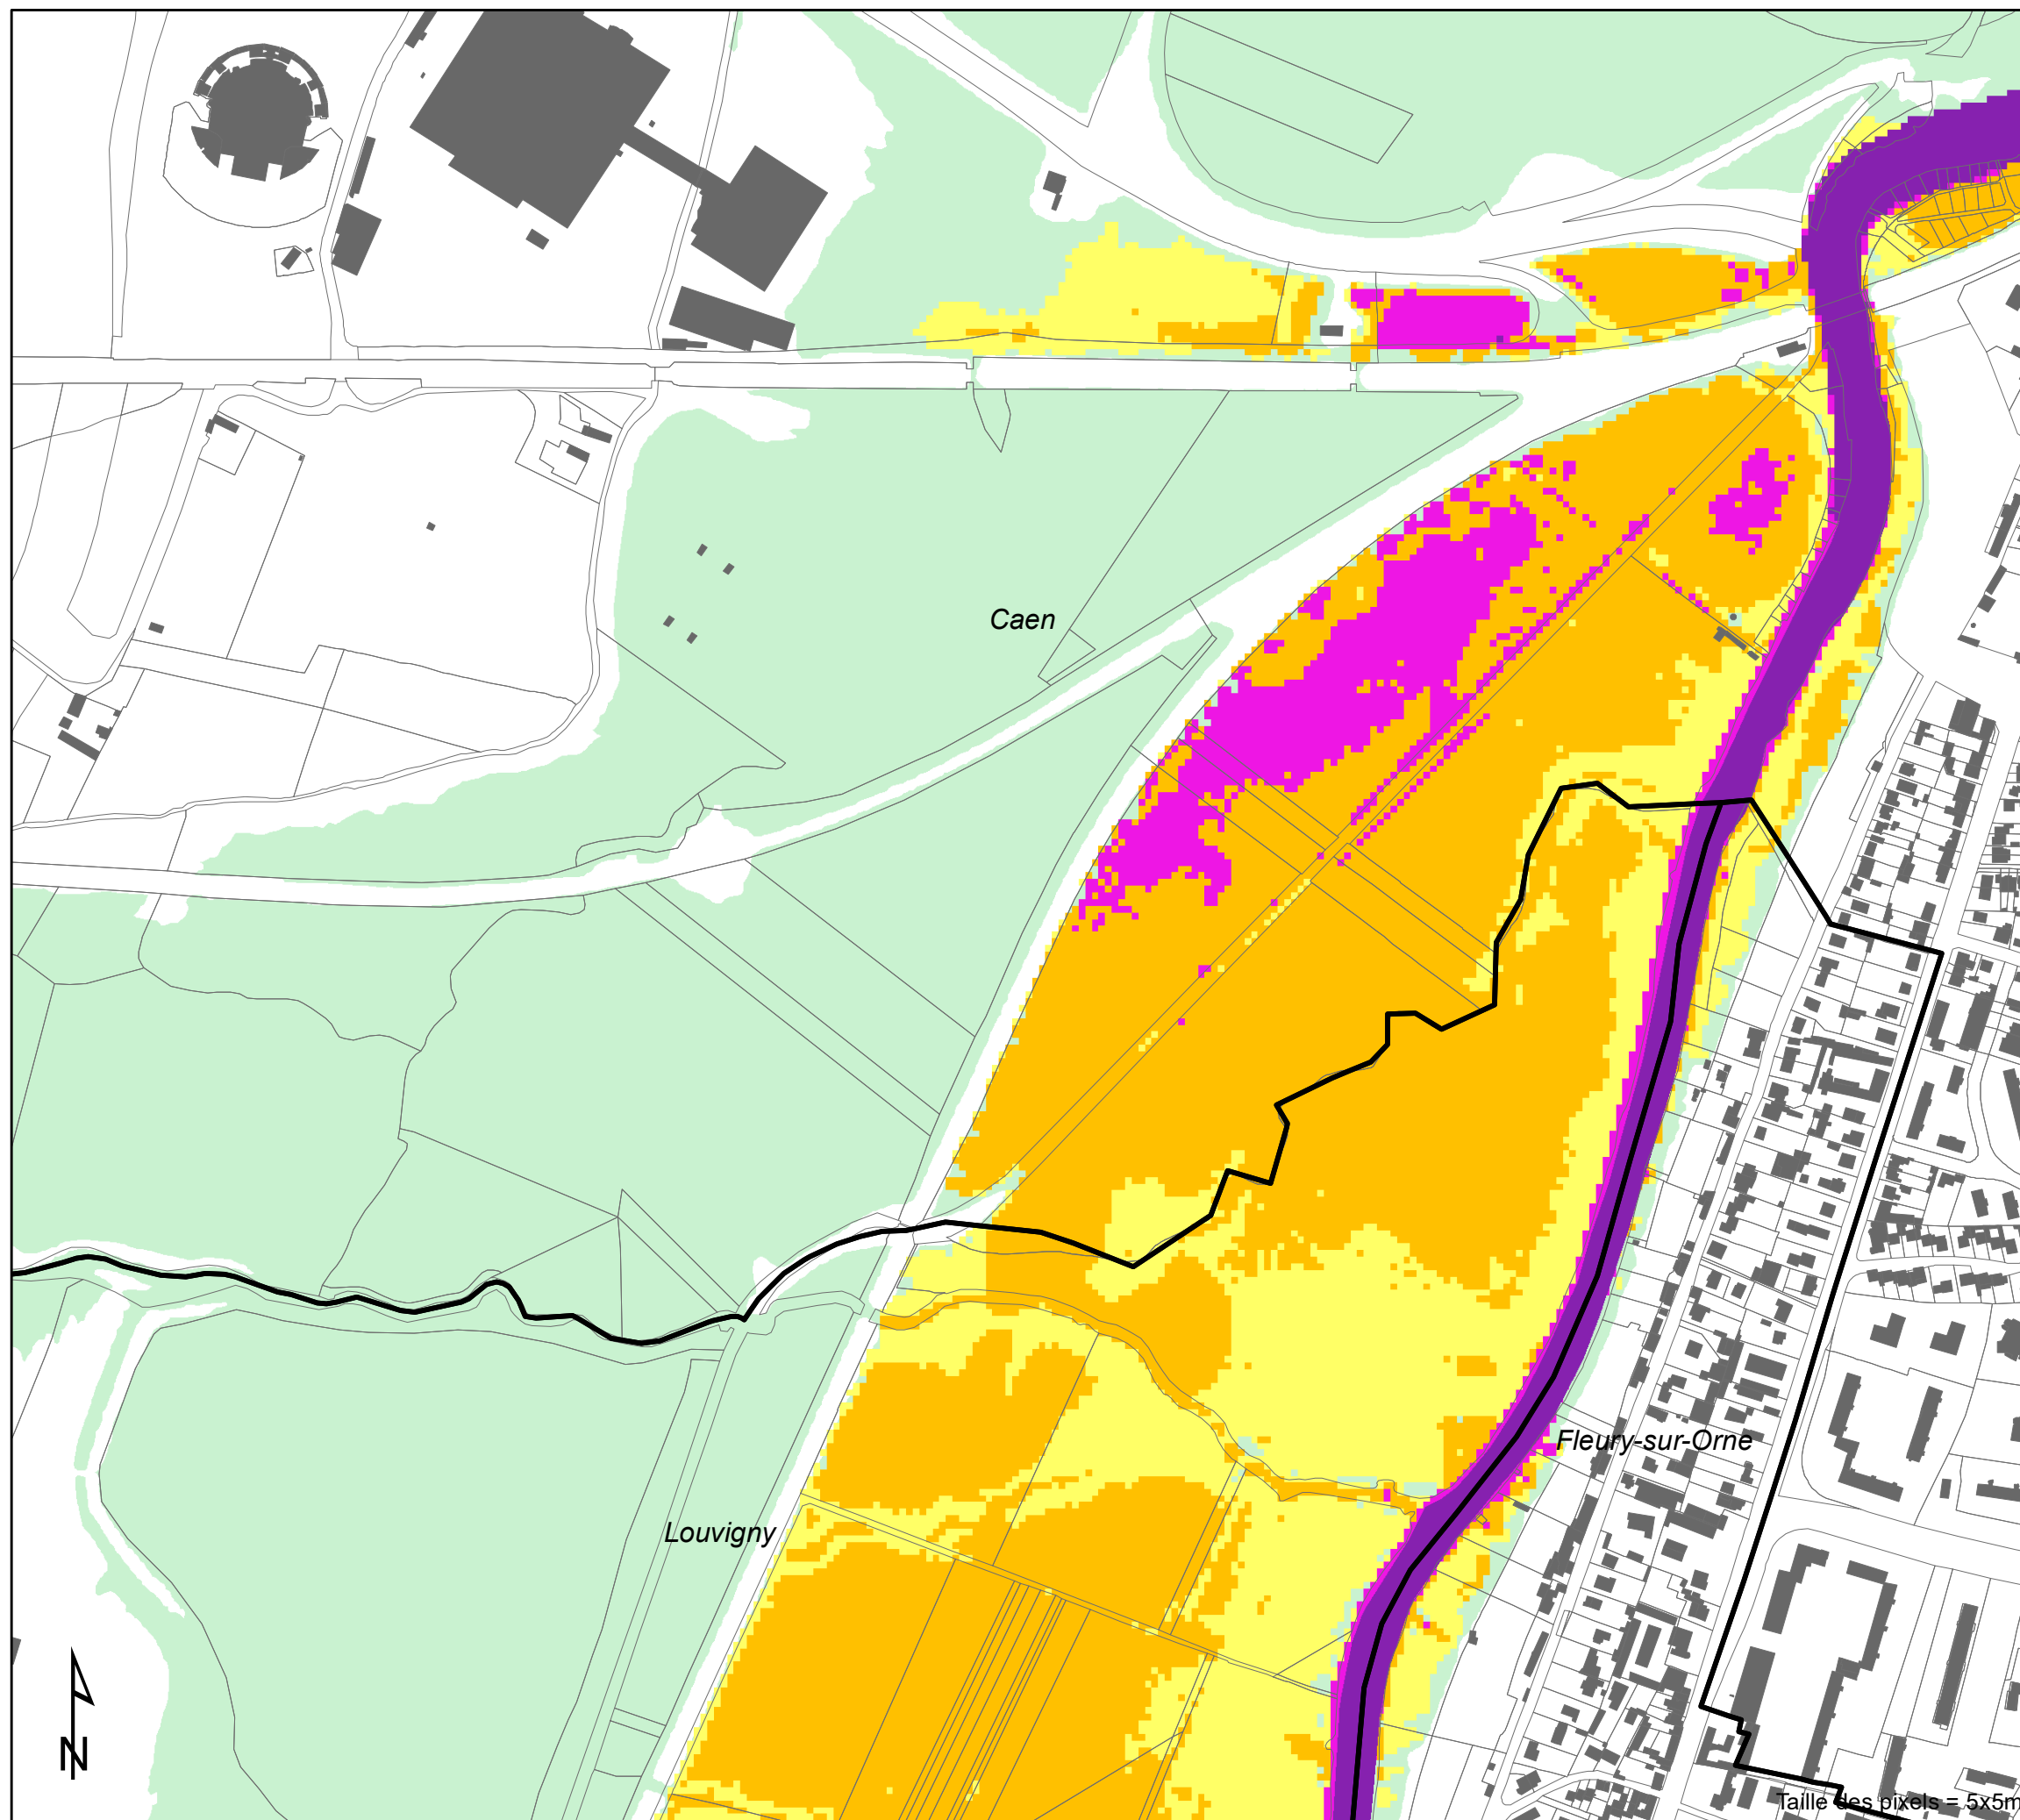 Caen
Fleury-sur-Orne
Louvigny
N
Taille des pixels = 5x5m